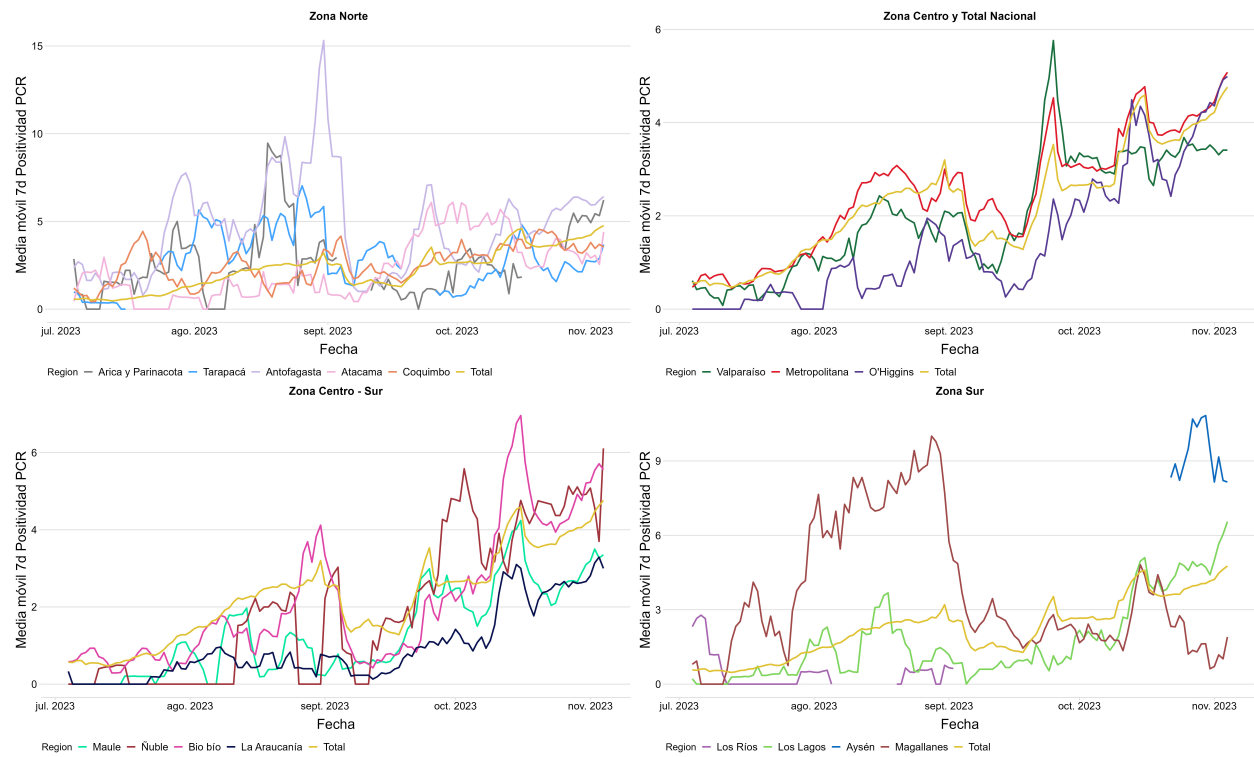 Zona Norte
Media móvil 7d Positividad PCR
15
10
5
0
jul. 2023 ago. 2023 sept. 2023 oct. 2023 nov. 2023
Fecha
Region Arica y Parinacota Tarapacá Antofagasta Atacama Coquimbo Total
Zona Centro y Total Nacional
Media móvil 7d Positividad PCR
6
4
2
0
jul. 2023 ago. 2023 sept. 2023 oct. 2023 nov. 2023
Fecha
Region Valparaíso Metropolitana O'Higgins Total
Zona Centro - Sur
Media móvil 7d Positividad PCR
6
4
2
0
jul. 2023 ago. 2023 sept. 2023 oct. 2023 nov. 2023
Fecha
Region Maule Ñuble Bio bío La Araucanía Total
Zona Sur
Media móvil 7d Positividad PCR
9
6
3
0
jul. 2023 ago. 2023 sept. 2023 oct. 2023 nov. 2023
Fecha
Region Los Ríos Los Lagos Aysén Magallanes Total